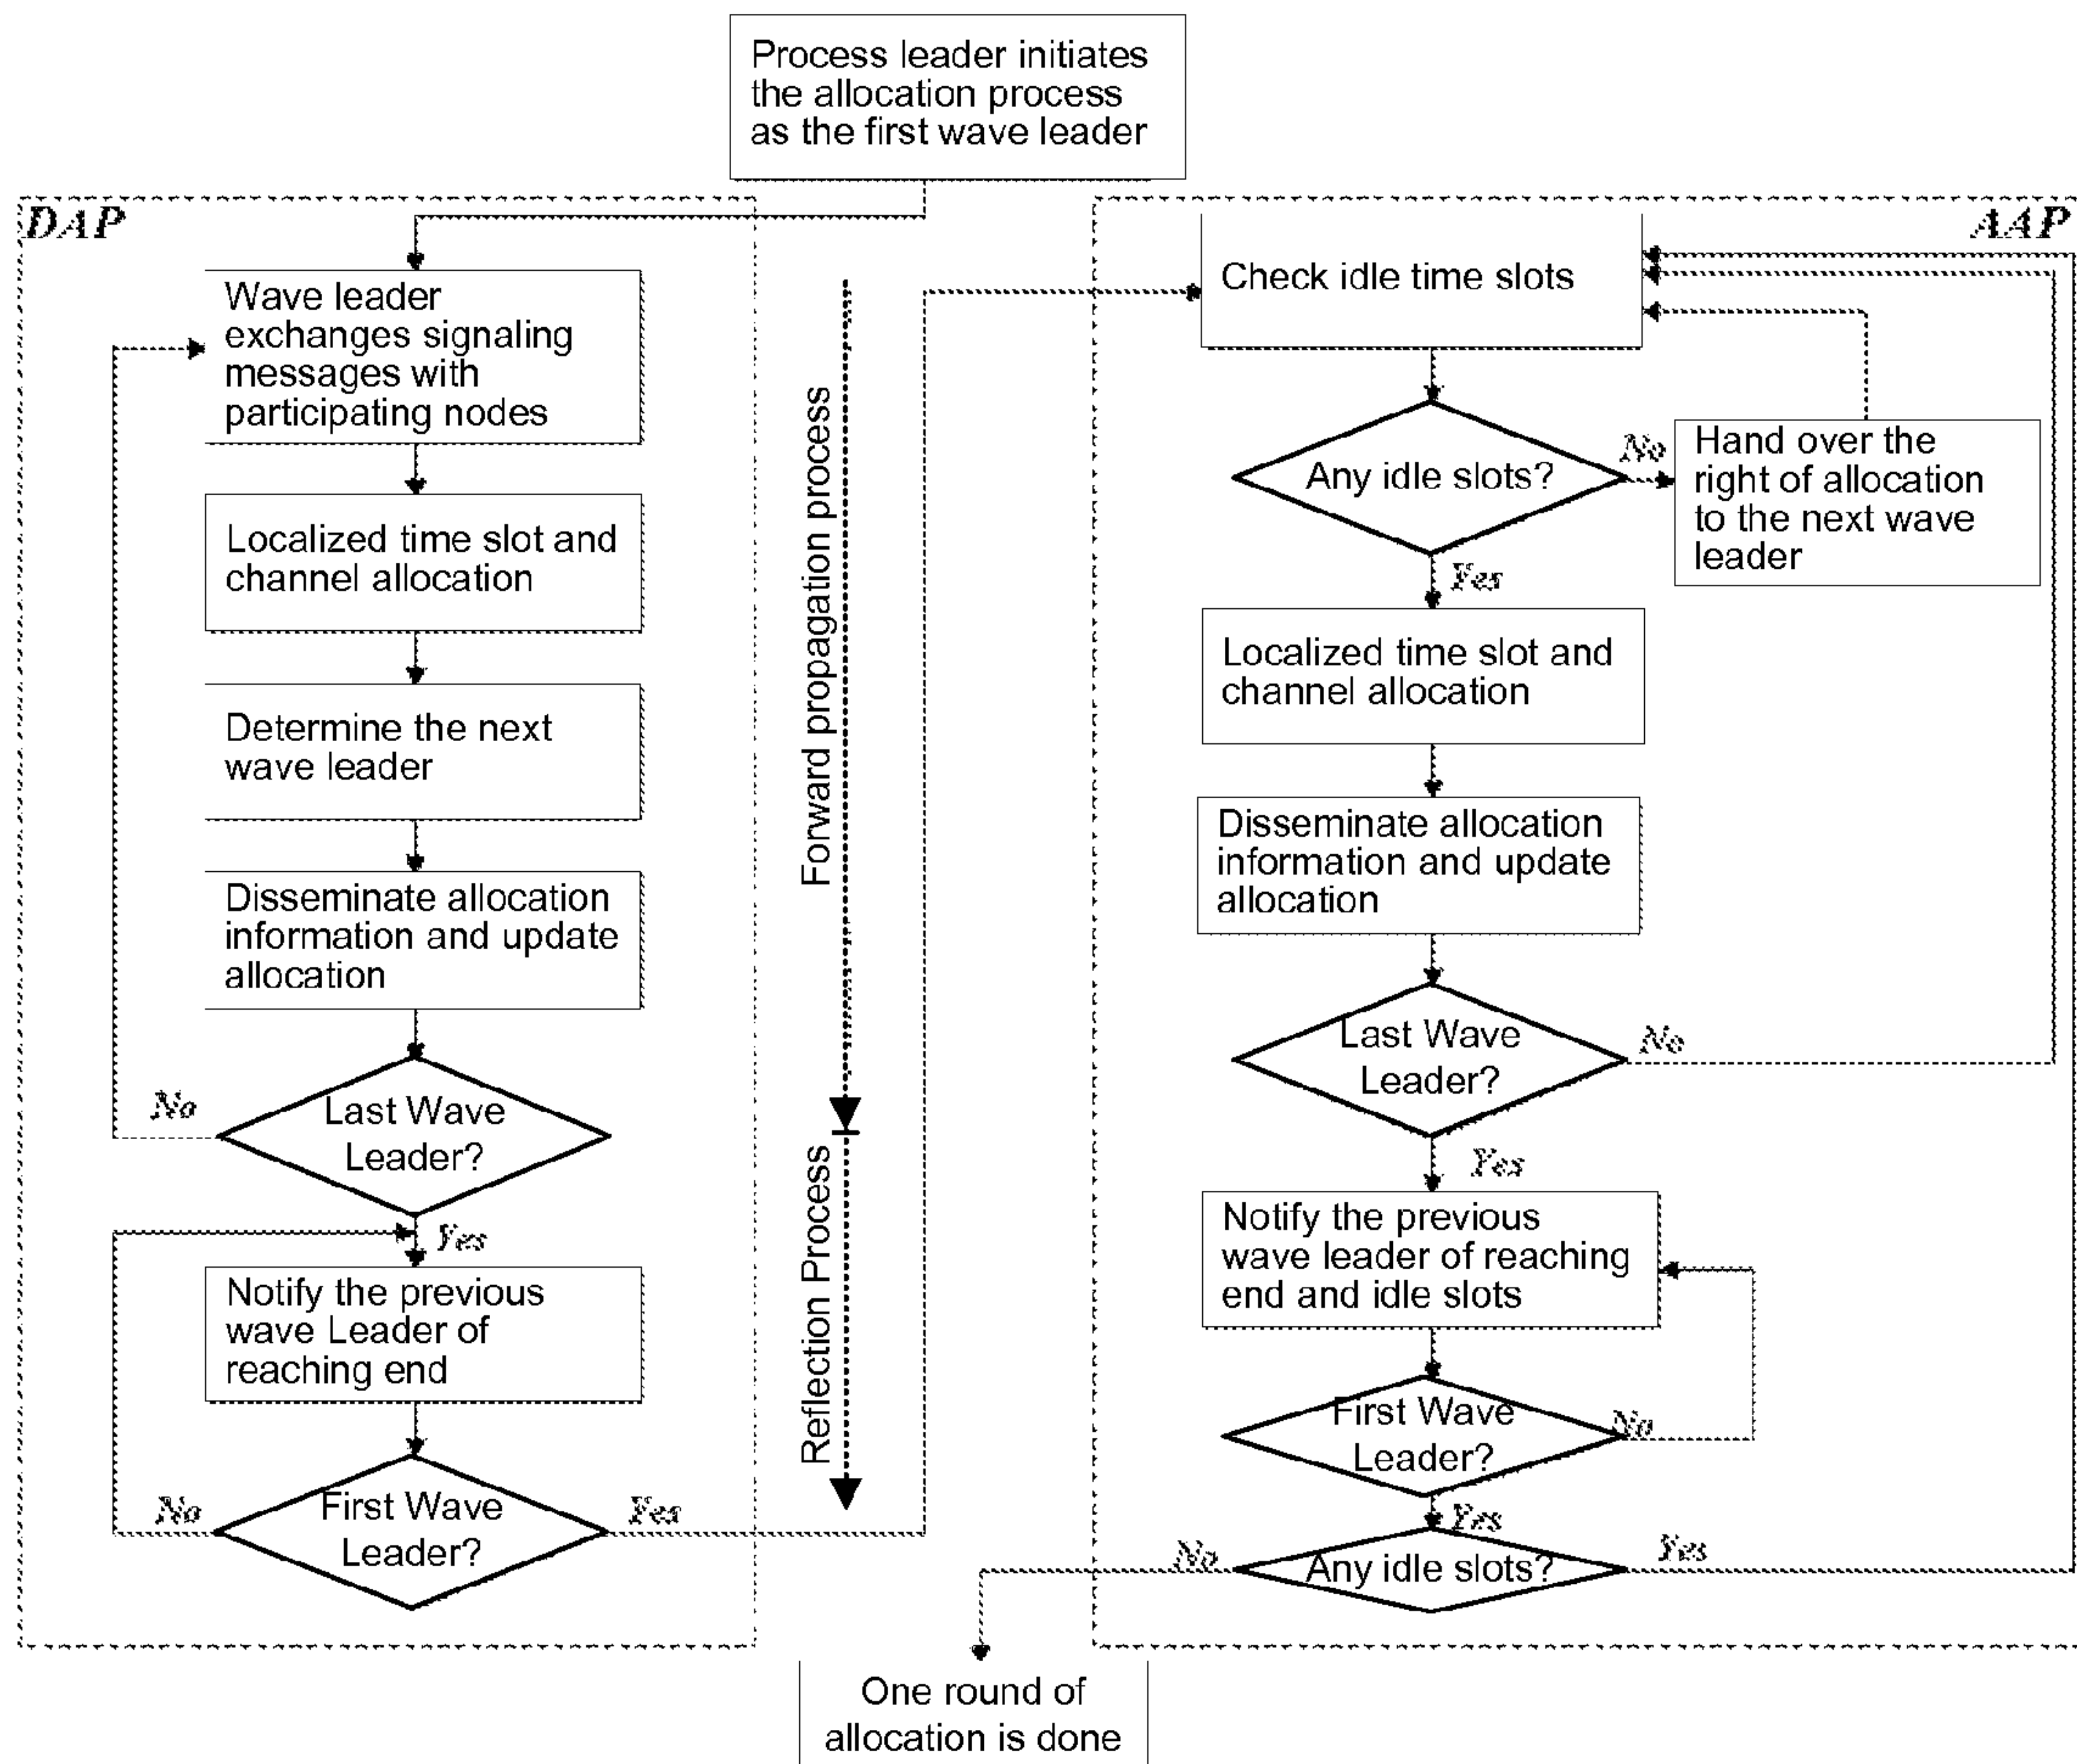 Process leader initiates
the allocation process
as the first wave leader
DAP
Wave leader
exchanges signaling
messages with
participating nodes
Localized time slot and
channel allocation
Determine the next
wave leader
Disseminate allocation
information and update
allocation
Last Wave
Leader?
No
Yes
Notify the previous
wave Leader of
reaching end
First Wave
Leader?
No
Yes
Forward propagation process
Reflection Process
AAP
Check idle time slots
Any idle slots?
No
Hand over the
right of allocation
to the next wave
leader
Yes
Localized time slot and
channel allocation
Disseminate allocation
information and update
allocation
Last Wave
Leader?
No
Yes
Notify the previous
wave leader of reaching
end and idle slots
First Wave
Leader?
No
Yes
Any idle slots?
No
Yes
One round of
allocation is done